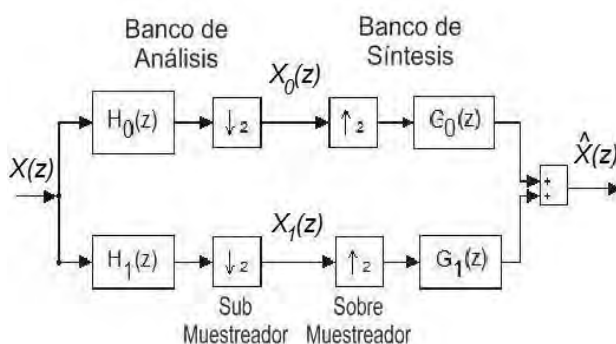 Banco de
Análisis
Banco de
Síntesis
X0(z)
H0(z)
↓2
↑2
G0(z)
X(z)
+
+
X̂(z)
X1(z)
H1(z)
↓2
↑2
G1(z)
Sub
Muestreador
Sobre
Muestreador